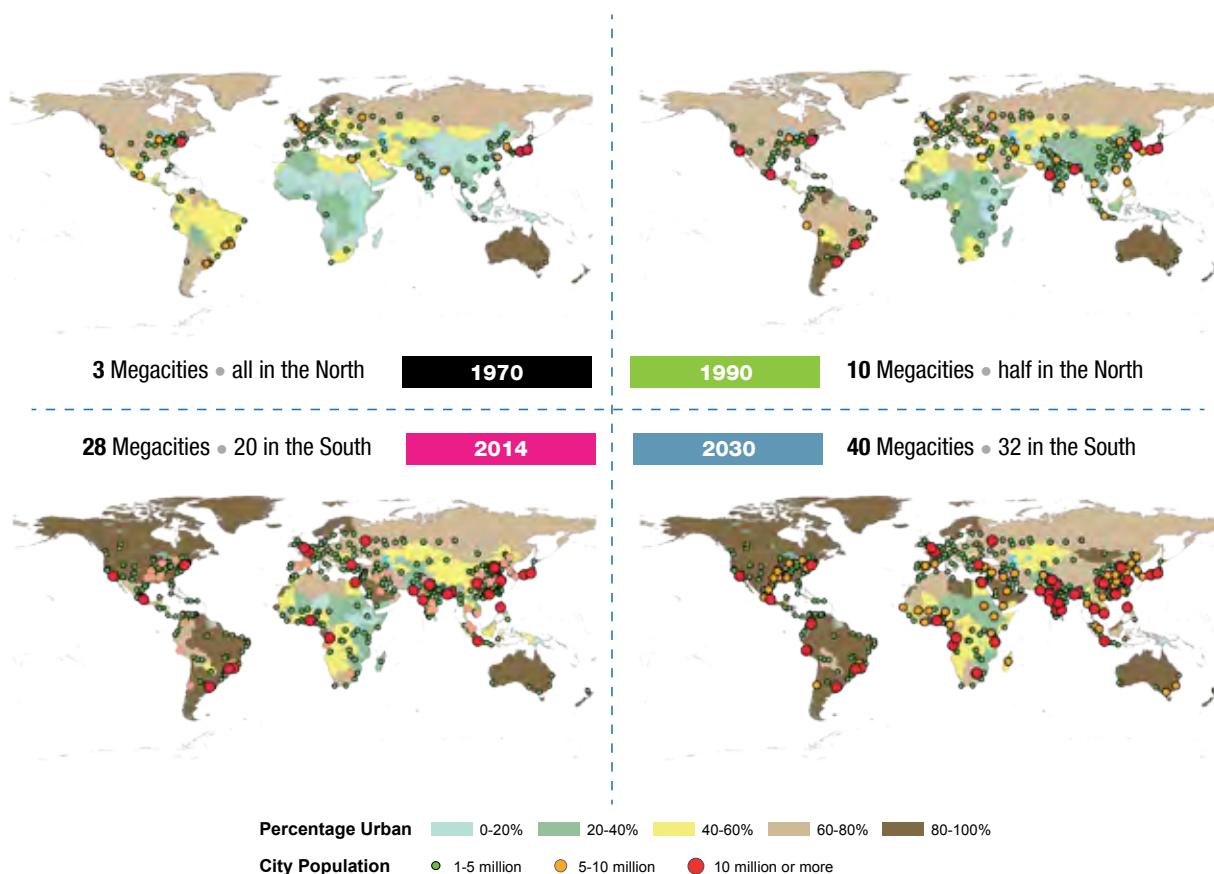 3 Megacities • all in the North
1970
1990
10 Megacities • half in the North
28 Megacities • 20 in the South
2014
2030
40 Megacities • 32 in the South
Percentage Urban 0-20% 20-40% 40-60% 60-80% 80-100%
City Population 1-5 million 5-10 million 10 million or more